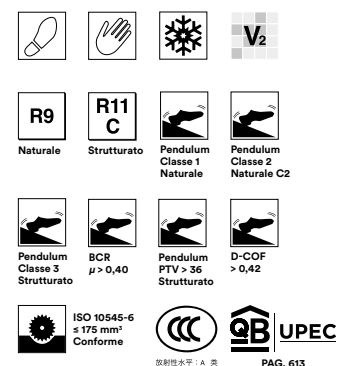 V2
R9
R11
C
Naturale
Strutturato
Pendulum
Classe 1
Naturale
Pendulum
Classe 2
Naturale C2
Pendulum
Classe 3
Strutturato
BCR
μ > 0,40
Pendulum
PTV > 36
Strutturato
D-COF
> 0,42
ISO 10545-6
≤ 175 mm³
Conforme
CCC
放射性水平：A 类
QB UPEC
PAG. 613